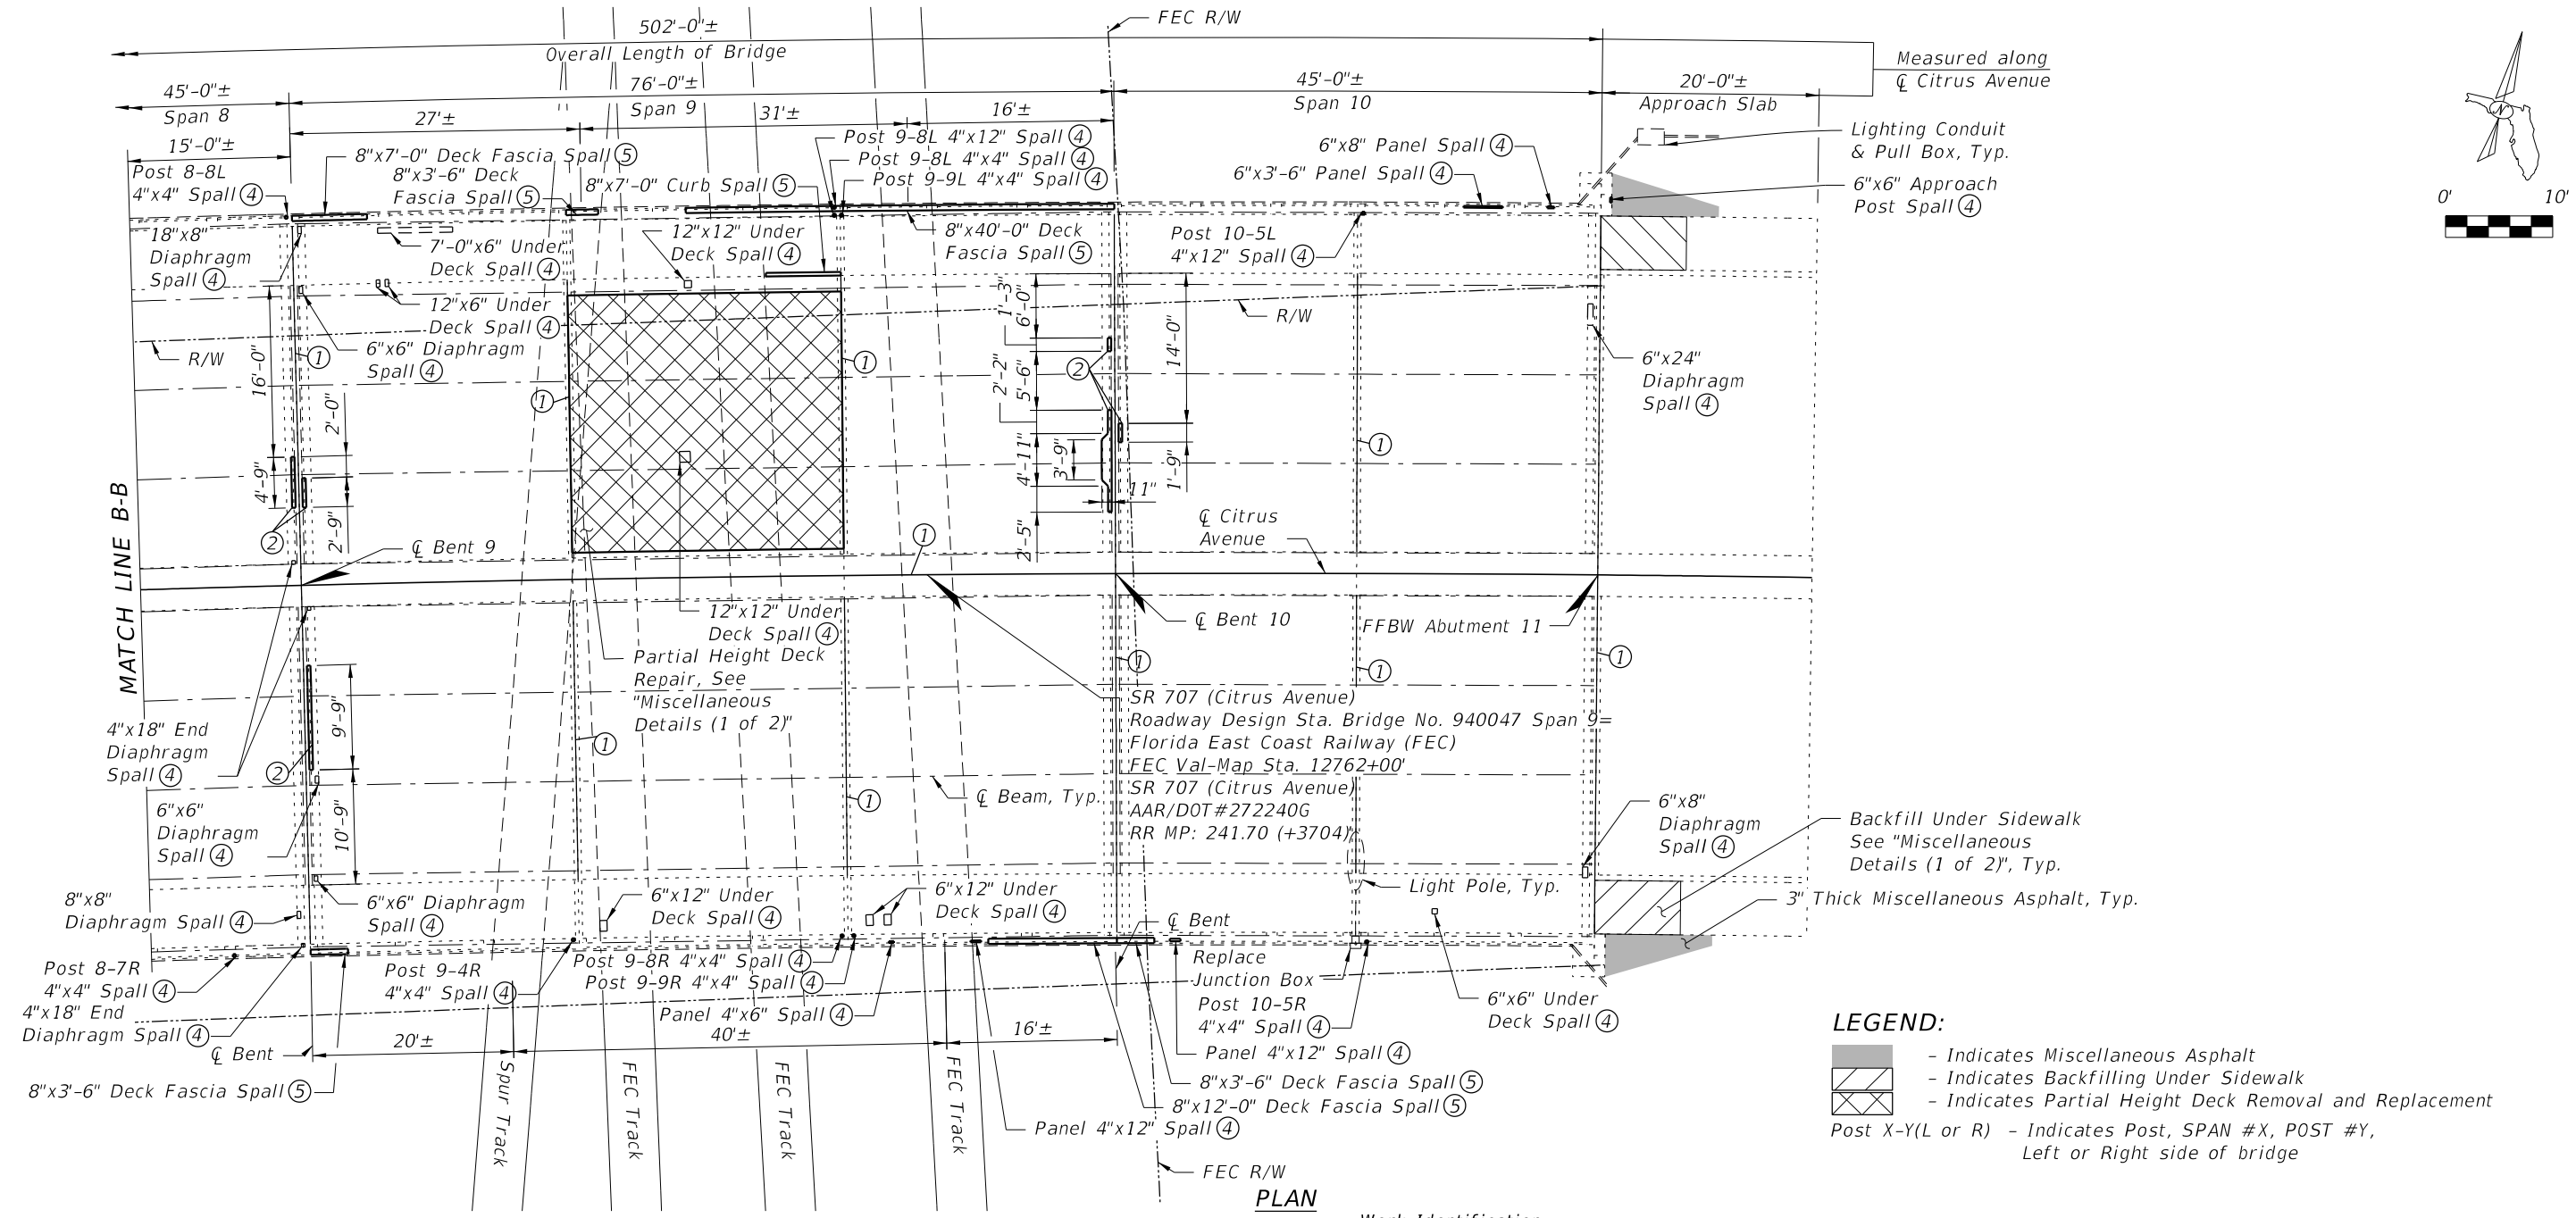 FEC R/W
502'-0"±
Overall Length of Bridge
Measured along
℄ Citrus Avenue
45'-0"±
Span 8
76'-0"±
Span 9
45'-0"±
Span 10
20'-0"±
Approach Slab
27'±
31'±
16'±
15'-0"±
Post 8-8L
4"x4" Spall ④
8"x7'-0" Deck Fascia Spall ⑤
8"x3'-6" Deck
Fascia Spall ⑤
8"x7'-0" Curb Spall ⑤
Post 9-8L 4"x12" Spall ④
Post 9-8L 4"x4" Spall ④
Post 9-9L 4"x4" Spall ④
6"x8" Panel Spall ④
6"x3'-6" Panel Spall ④
Lighting Conduit
& Pull Box, Typ.
6"x6" Approach
Post Spall ④
N
0'
10'
18"x8"
Diaphragm
Spall ④
7'-0"x6" Under
Deck Spall ④
12"x12" Under
Deck Spall ④
8"x40'-0" Deck
Fascia Spall ⑤
Post 10-5L
4"x12" Spall ④
12"x6" Under
Deck Spall ④
6"x6" Diaphragm
Spall ④
R/W
R/W
①
①
①
①
16'-0"
4'-9"
2'-0"
2'-9"
②
1'-3"
6'-0"
2'-2"
5'-6"
4'-11"
3'-9"
2'-5"
11"
②
14'-0"
1'-9"
6"x24"
Diaphragm
Spall ④
MATCH LINE B-B
℄ Bent 9
①
℄ Citrus
Avenue
12"x12" Under
Deck Spall ④
℄ Bent 10
FFBW Abutment 11
Partial Height Deck
Repair, See
"Miscellaneous
Details (1 of 2)"
①
①
①
SR 707 (Citrus Avenue)
Roadway Design Sta. Bridge No. 940047 Span 9=
Florida East Coast Railway (FEC)
FEC Val-Map Sta. 12762+00'
SR 707 (Citrus Avenue)
AAR/DOT#272240G
RR MP: 241.70 (+3704)
4"x18" End
Diaphragm
Spall ④
②
9'-9"
10'-9"
①
①
℄ Beam, Typ.
6"x6"
Diaphragm
Spall ④
6"x8"
Diaphragm
Spall ④
Backfill Under Sidewalk
See "Miscellaneous
Details (1 of 2)", Typ.
3" Thick Miscellaneous Asphalt, Typ.
Light Pole, Typ.
8"x8"
Diaphragm Spall ④
6"x6" Diaphragm
Spall ④
6"x12" Under
Deck Spall ④
6"x12" Under
Deck Spall ④
℄ Bent
Post 8-7R
4"x4" Spall ④
Post 9-4R
4"x4" Spall ④
Post 9-8R 4"x4" Spall ④
Post 9-9R 4"x4" Spall ④
Panel 4"x6" Spall ④
Replace
Junction Box
Post 10-5R
4"x4" Spall ④
6"x6" Under
Deck Spall ④
4"x18" End
Diaphragm Spall ④
℄ Bent
20'±
40'±
16'±
8"x3'-6" Deck Fascia Spall ⑤
Panel 4"x12" Spall ④
8"x3'-6" Deck Fascia Spall ⑤
8"x12'-0" Deck Fascia Spall ⑤
Panel 4"x12" Spall ④
Spur Track
FEC Track
FEC Track
FEC Track
FEC R/W
PLAN
LEGEND:
- Indicates Miscellaneous Asphalt
- Indicates Backfilling Under Sidewalk
- Indicates Partial Height Deck Removal and Replacement
Post X-Y(L or R) - Indicates Post, SPAN #X, POST #Y,
Left or Right side of bridge